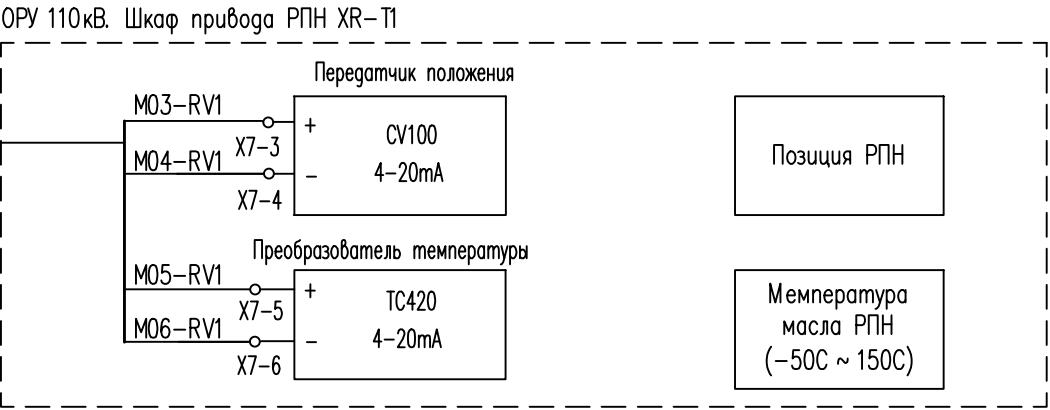 ОРУ 110кВ. Шкаф привода РПН XR-T1
Передатчик положения
M03-RV1
+
CV100
X7-3
Позиция РПН
M04-RV1
4-20mA
-
X7-4
Преобразователь температуры
M05-RV1
+
TC420
X7-5
Мемпература
M06-RV1
масла РПН
4-20mA
-
X7-6
(-50С ~ 150С)